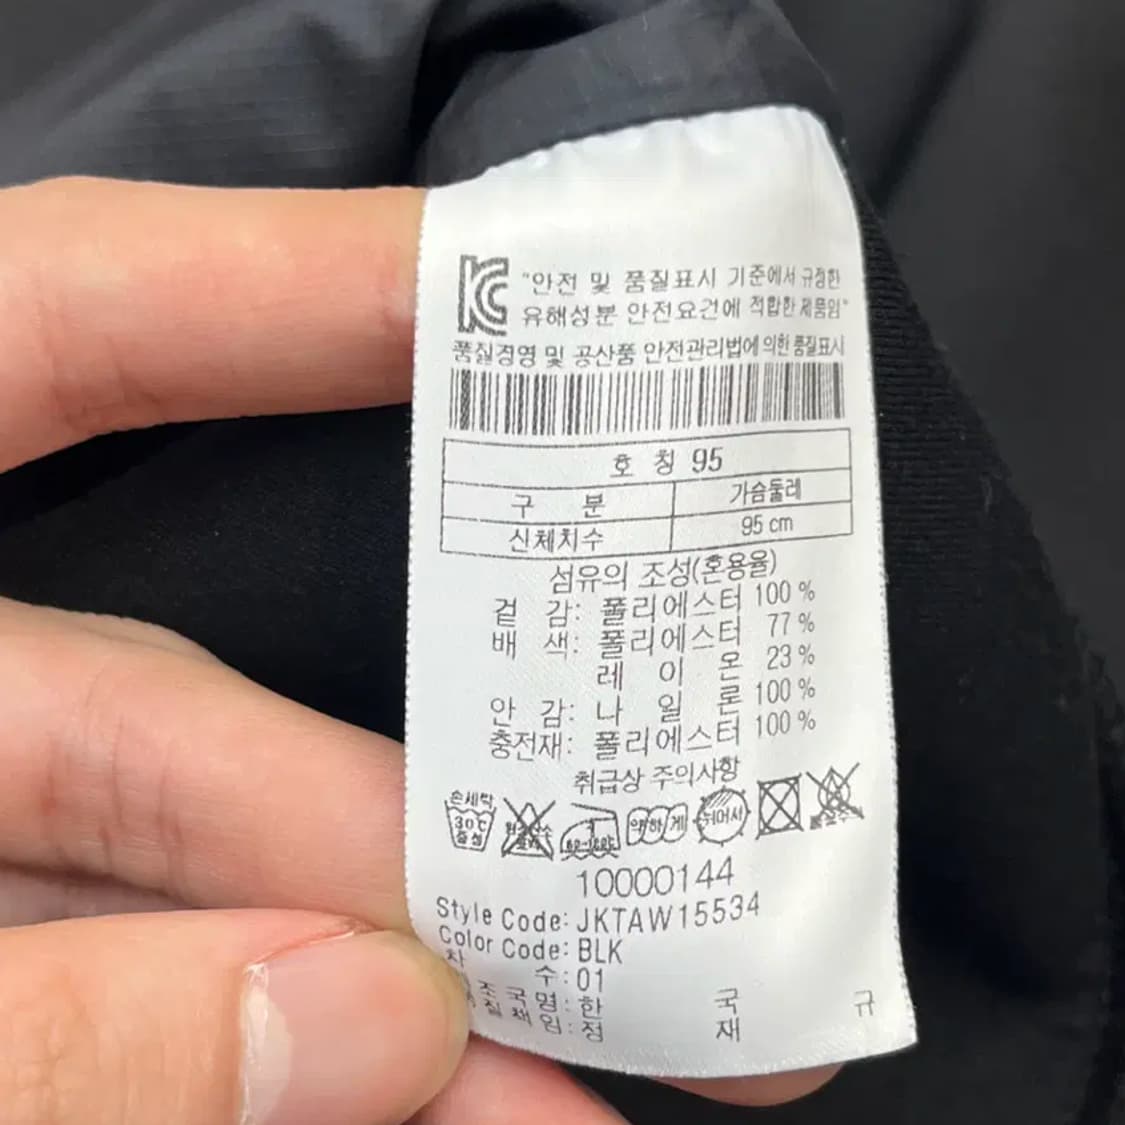 KC "안전 및 품질표시 기준에서 규정한
유해성분 안전요건에 적합한 제품임"
품질경영 및 공산품 안전관리법에 의한 품질표시
호 칭 95
구 분 가슴둘레
신체치수 95 cm
섬유의 조성(혼용율)
겉 감: 폴리에스터 100 %
배 색: 폴리에스터 77 %
레 이 온 23 %
안 감: 나 일 론 100 %
충전재: 폴리에스터 100 %
취급상 주의사항
손세탁
30℃
중성
약하게
뉘어서
10000144
Style Code: JKTAW15534
Color Code: BLK
차 수: 01
조국명: 한 국
질책임: 정 재 규